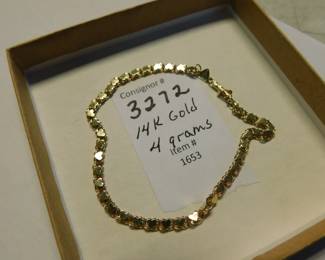 Consignor #
3272
14K Gold
4 grams
Item #
1653